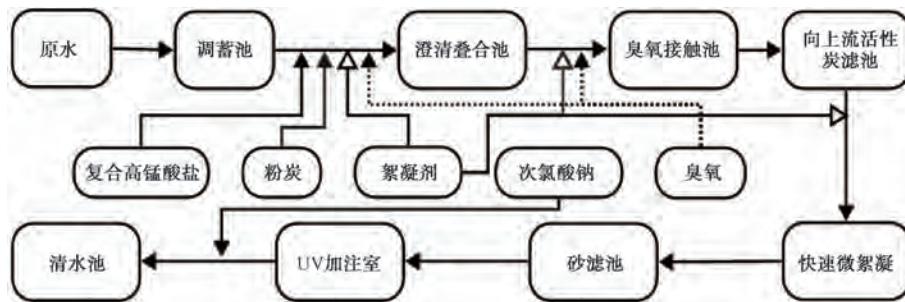 原水
调蓄池
澄清叠合池
臭氧接触池
向上流活性
炭滤池
复合高锰酸盐
粉炭
絮凝剂
次氯酸钠
臭氧
清水池
UV加注室
砂滤池
快速微絮凝